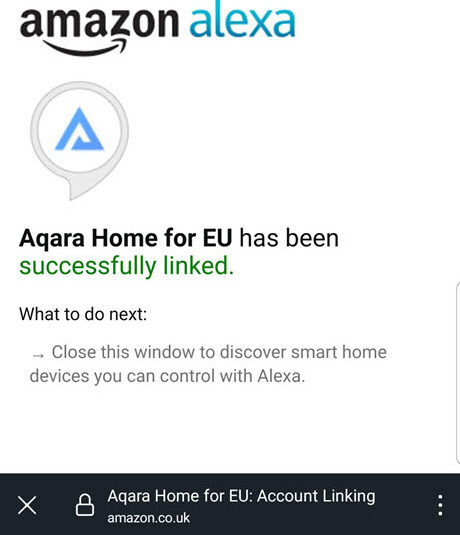 amazon alexa
Aqara Home for EU has been
successfully linked.
What to do next:
→ Close this window to discover smart home
devices you can control with Alexa.
Aqara Home for EU: Account Linking
amazon.co.uk